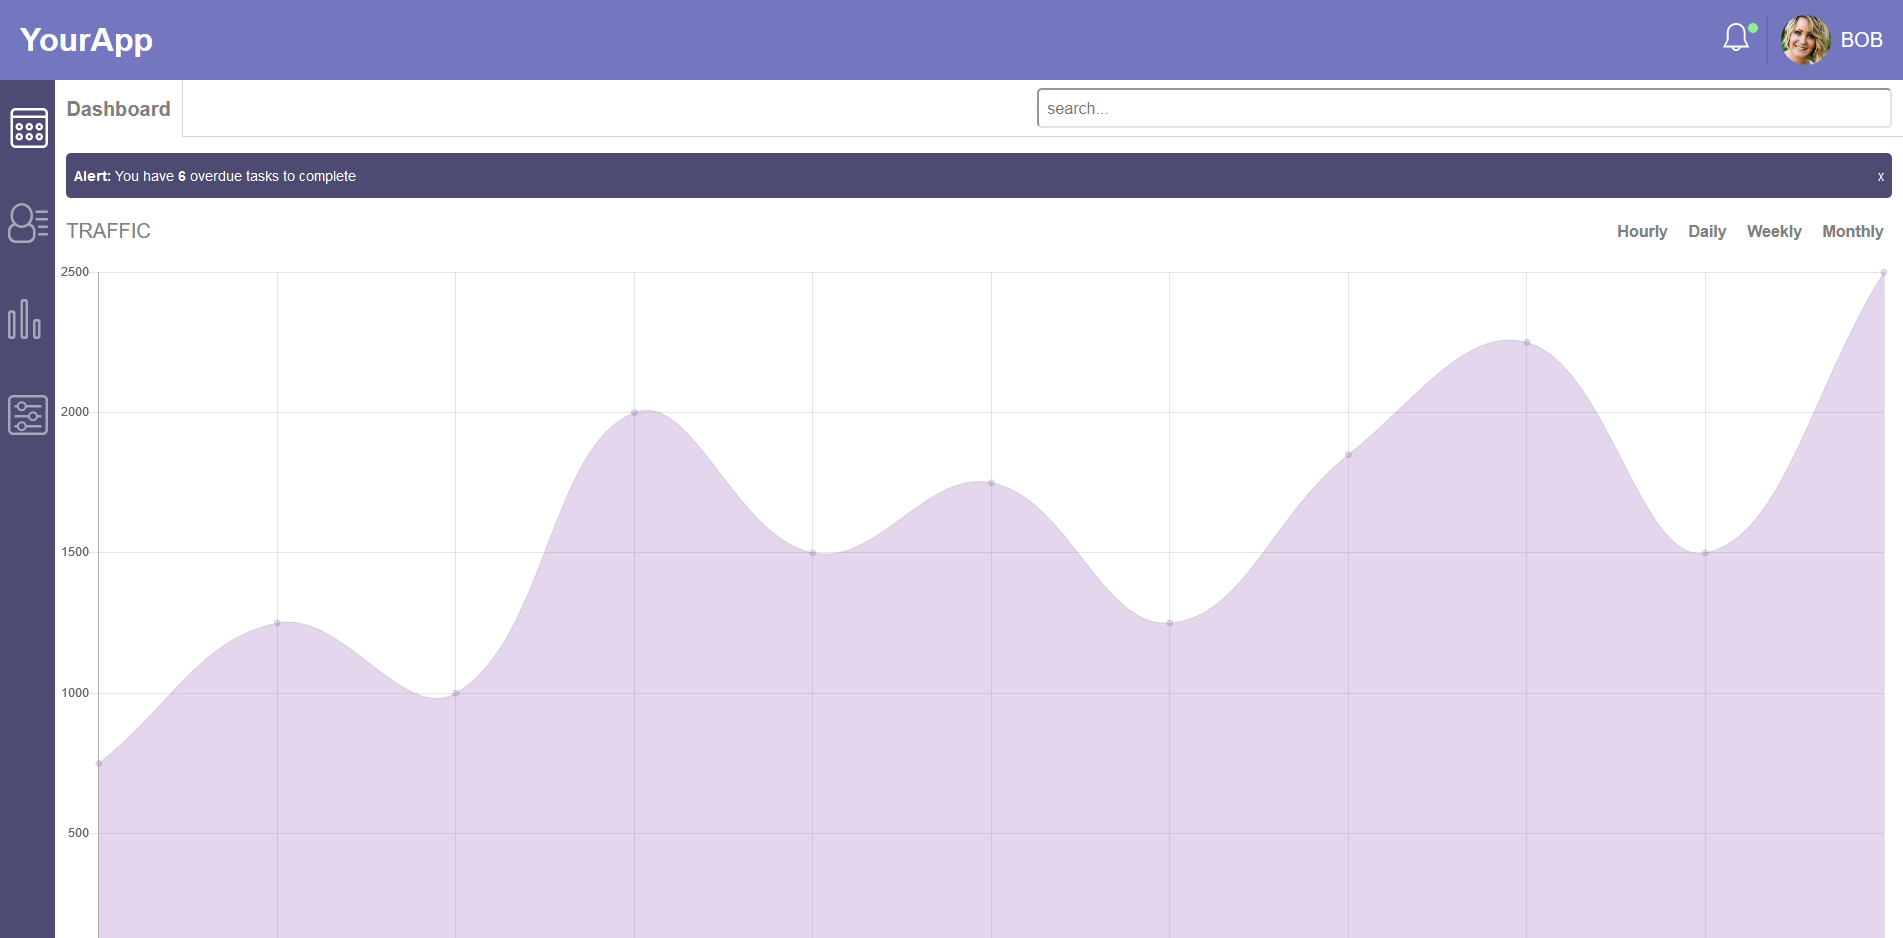 YourApp
BOB
Dashboard
search...
Alert: You have 6 overdue tasks to complete
x
TRAFFIC
Hourly Daily Weekly Monthly
2500
2000
1500
1000
500